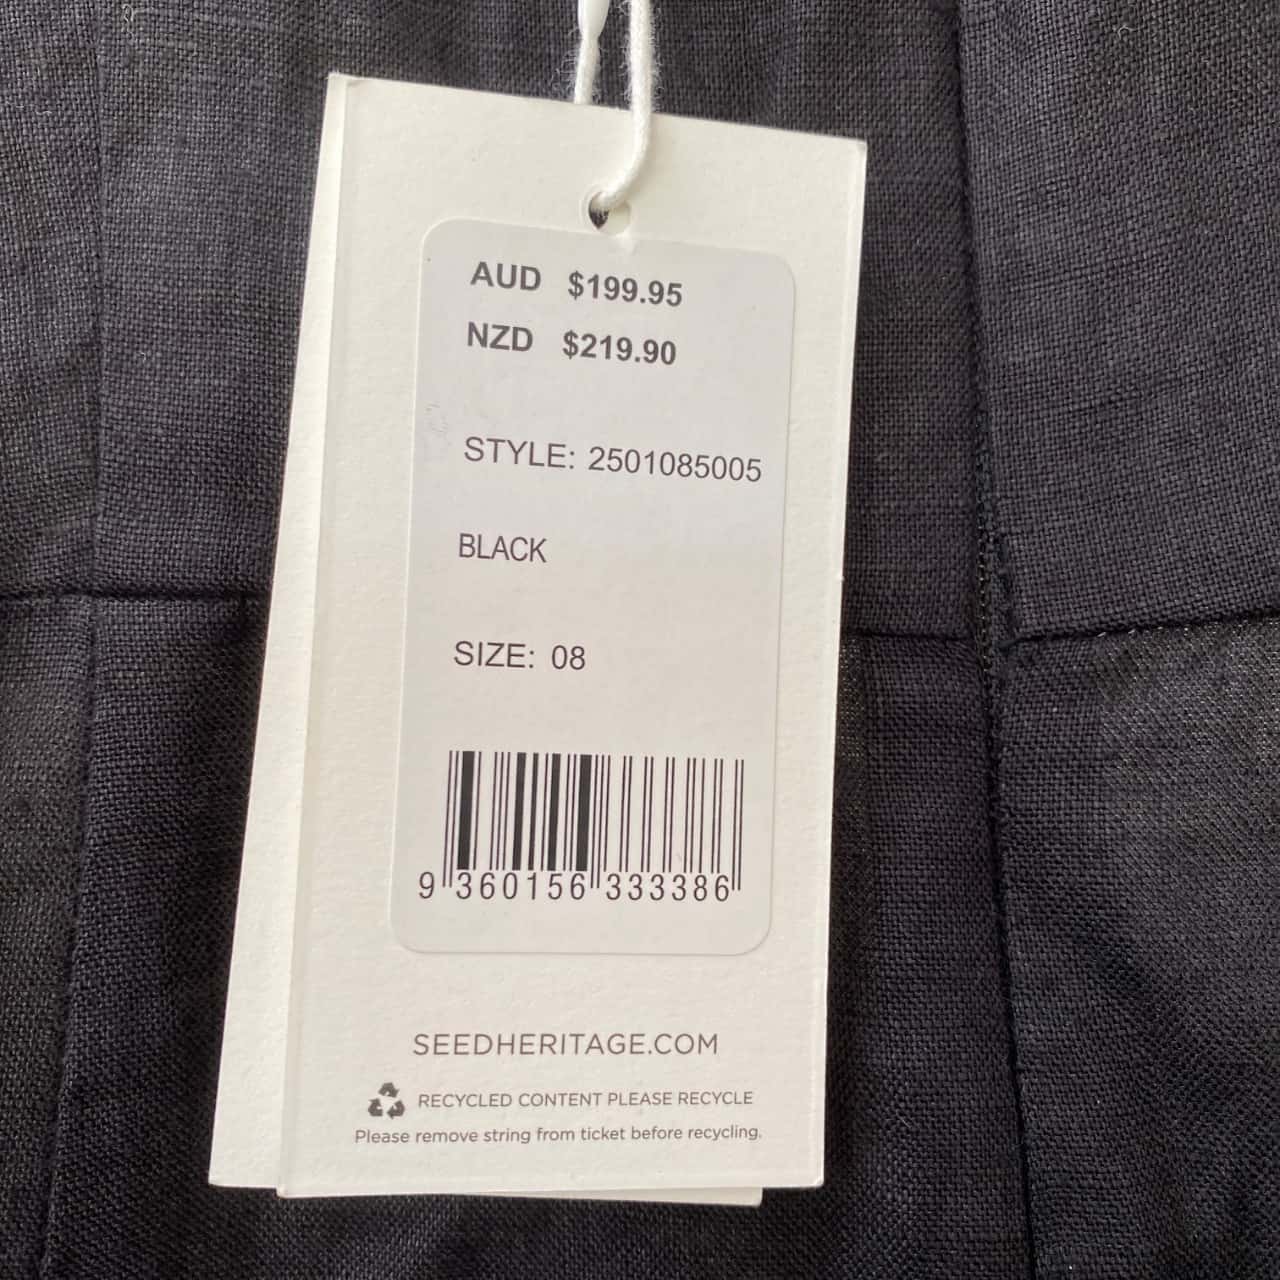 AUD $199.95
NZD $219.90
STYLE: 2501085005
BLACK
SIZE: 08
9 360156 333386
SEEDHERITAGE.COM
RECYCLED CONTENT PLEASE RECYCLE
Please remove string from ticket before recycling.